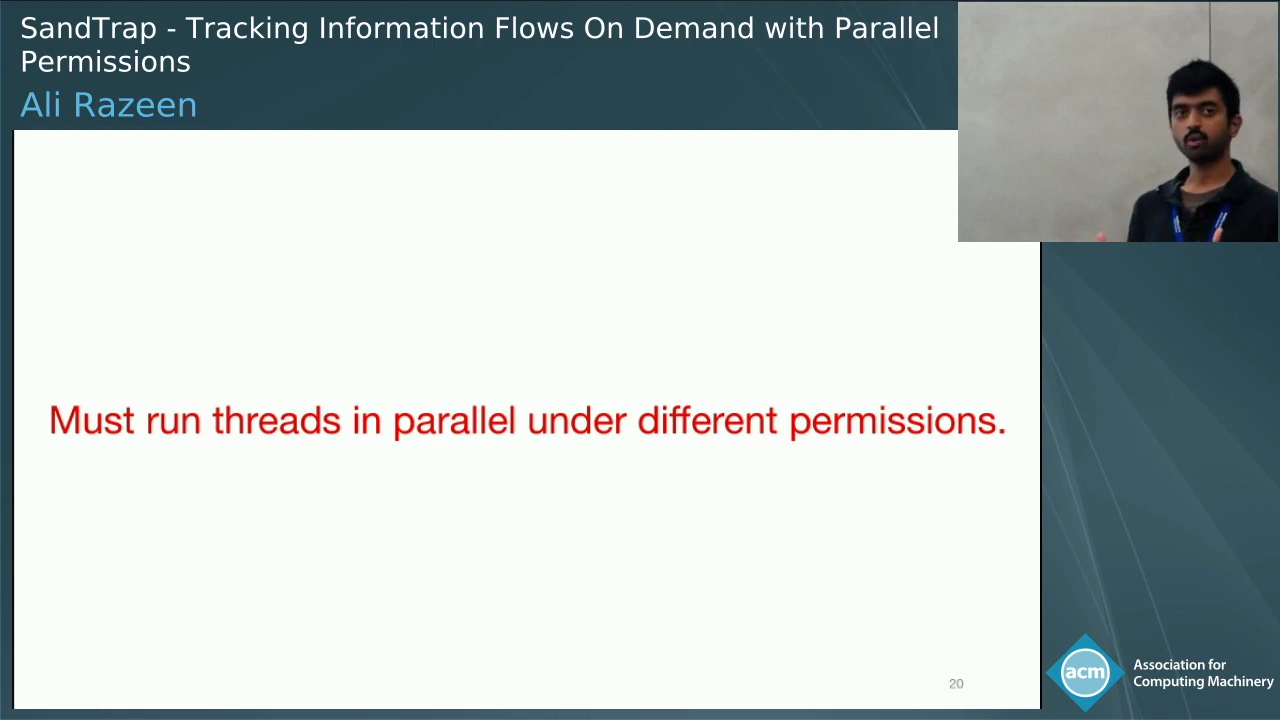 SandTrap - Tracking Information Flows On Demand with Parallel
Permissions
Ali Razeen
Must run threads in parallel under different permissions.
20
acm
Association for
Computing Machinery